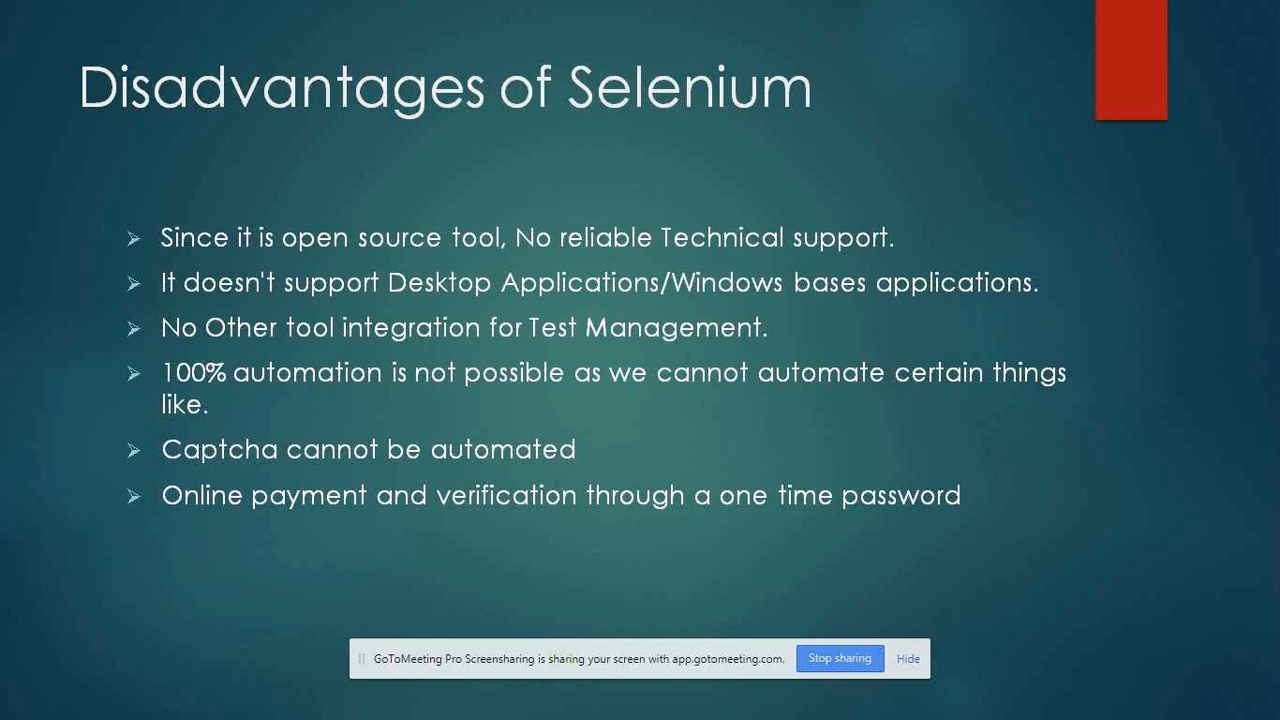 Disadvantages of Selenium
Since it is open source tool, No reliable Technical support.
It doesn't support Desktop Applications/Windows bases applications.
No Other tool integration for Test Management.
100% automation is not possible as we cannot automate certain things
like.
Captcha cannot be automated
Online payment and verification through a one time password
GoToMeeting Pro Screensharing is sharing your screen with app.gotomeeting.com. Stop sharing Hide